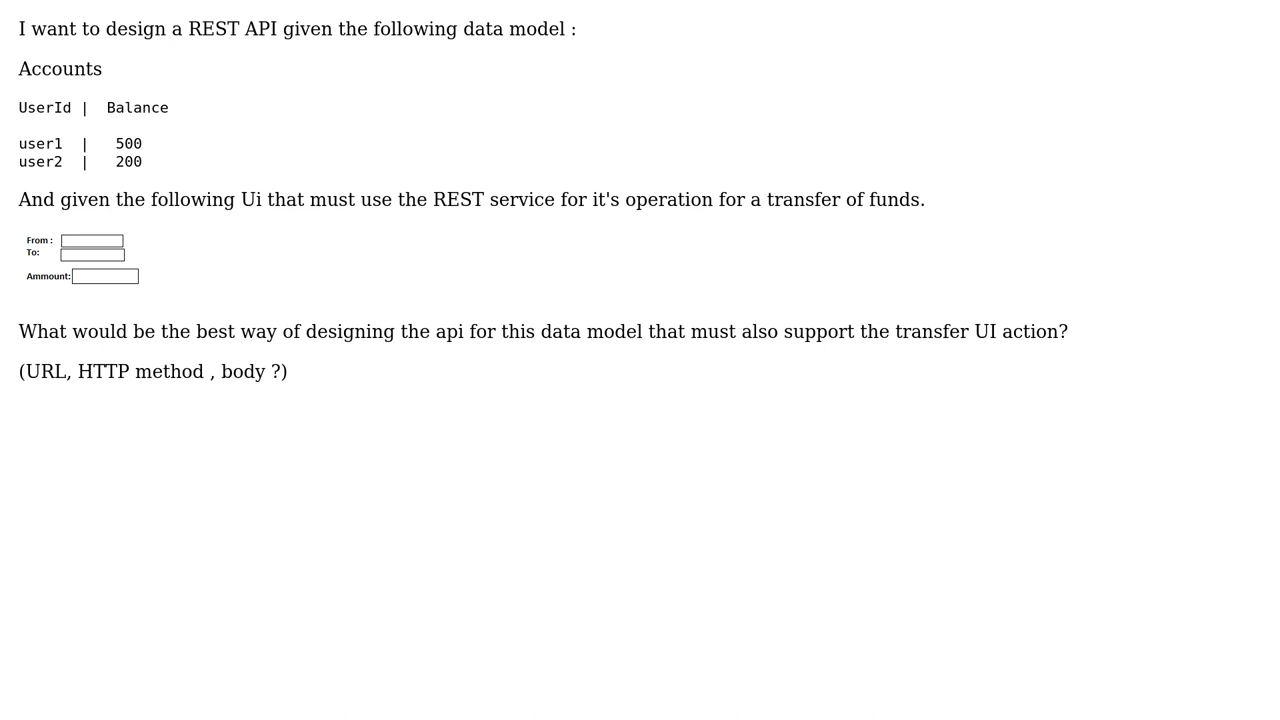 I want to design a REST API given the following data model :
Accounts
UserId |  Balance
user1  |   500
user2  |   200
And given the following Ui that must use the REST service for it's operation for a transfer of funds.
From :
To:
Ammount:
What would be the best way of designing the api for this data model that must also support the transfer UI action?
(URL, HTTP method , body ?)